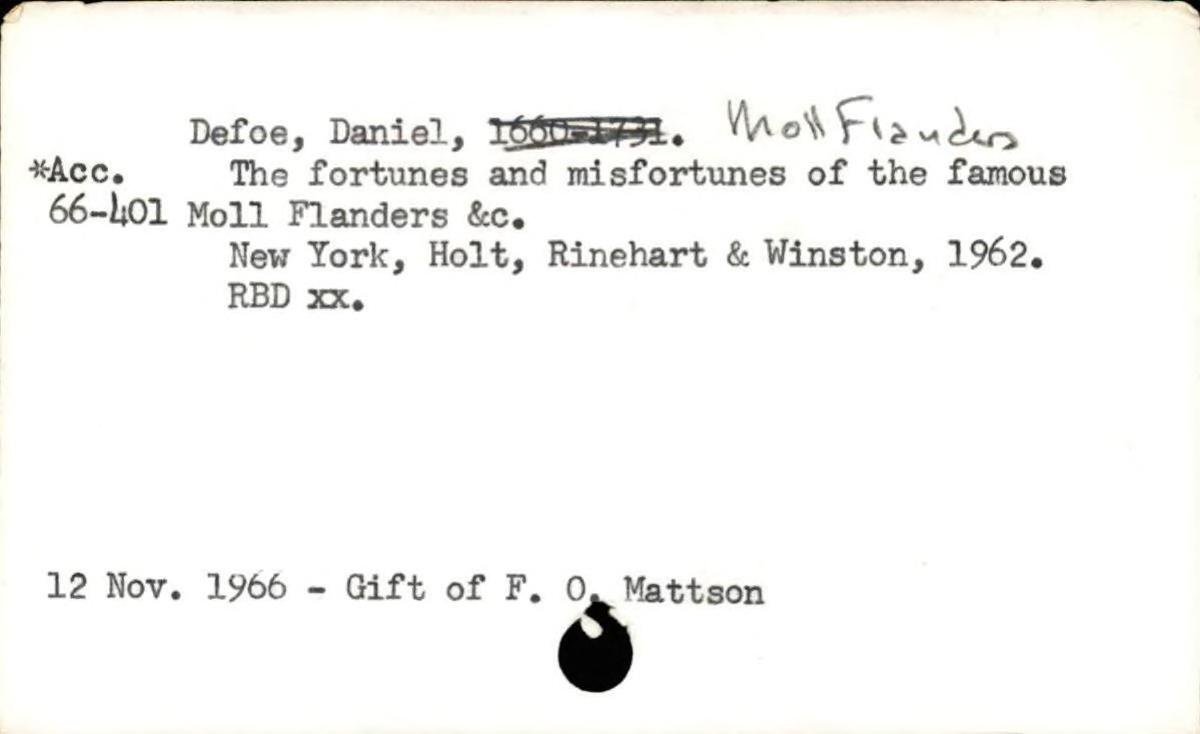 Defoe, Daniel, 1660-1731. Moll Flanders
*Acc. The fortunes and misfortunes of the famous
66-401 Moll Flanders &c.
New York, Holt, Rinehart & Winston, 1962.
RBD xx.
12 Nov. 1966 - Gift of F. O. Mattson